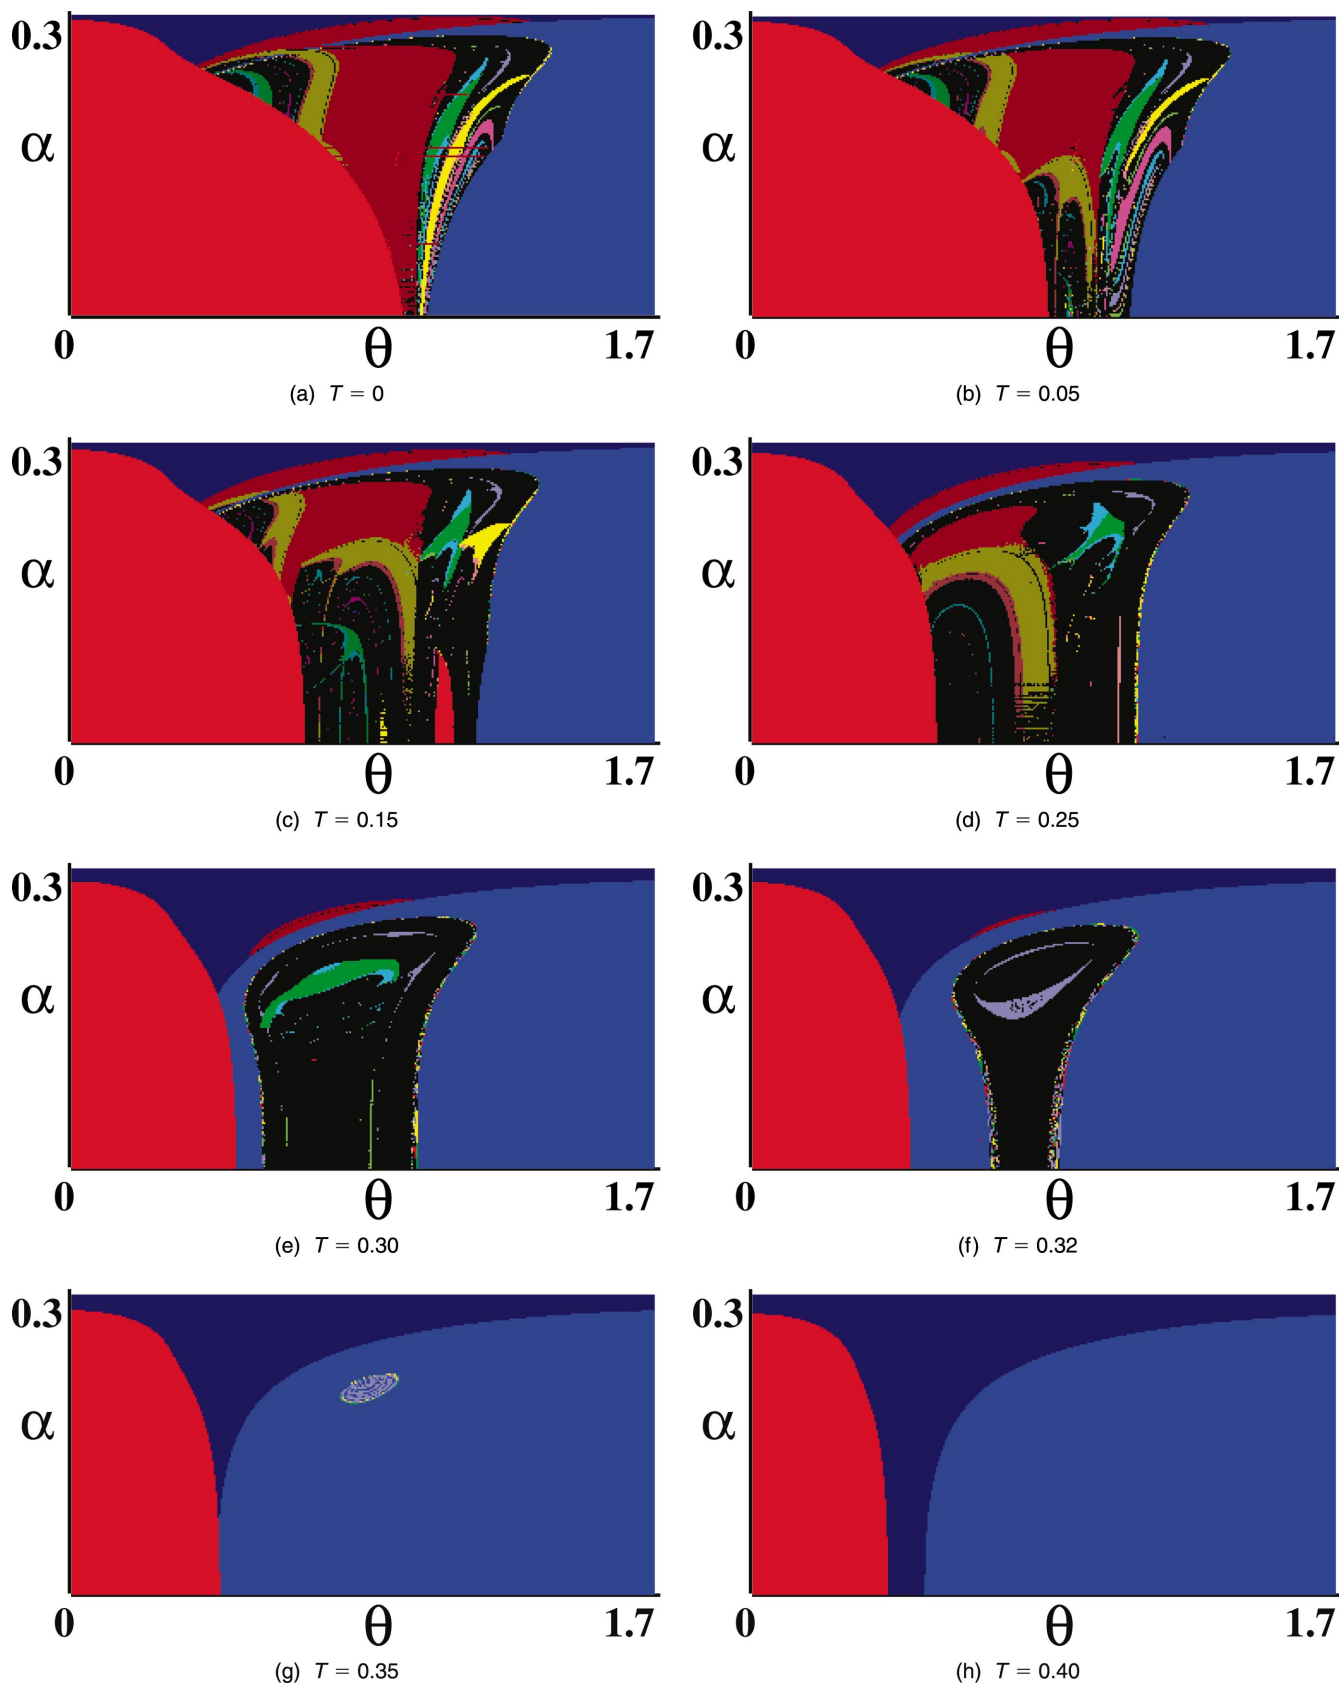 0.3 0.3
α α
0 θ 1.7 0 θ 1.7
(a) T = 0 (b) T = 0.05
0.3 0.3
α α
0 θ 1.7 0 θ 1.7
(c) T = 0.15 (d) T = 0.25
0.3 0.3
α α
0 θ 1.7 0 θ 1.7
(e) T = 0.30 (f) T = 0.32
0.3 0.3
α α
0 θ 1.7 0 θ 1.7
(g) T = 0.35 (h) T = 0.40